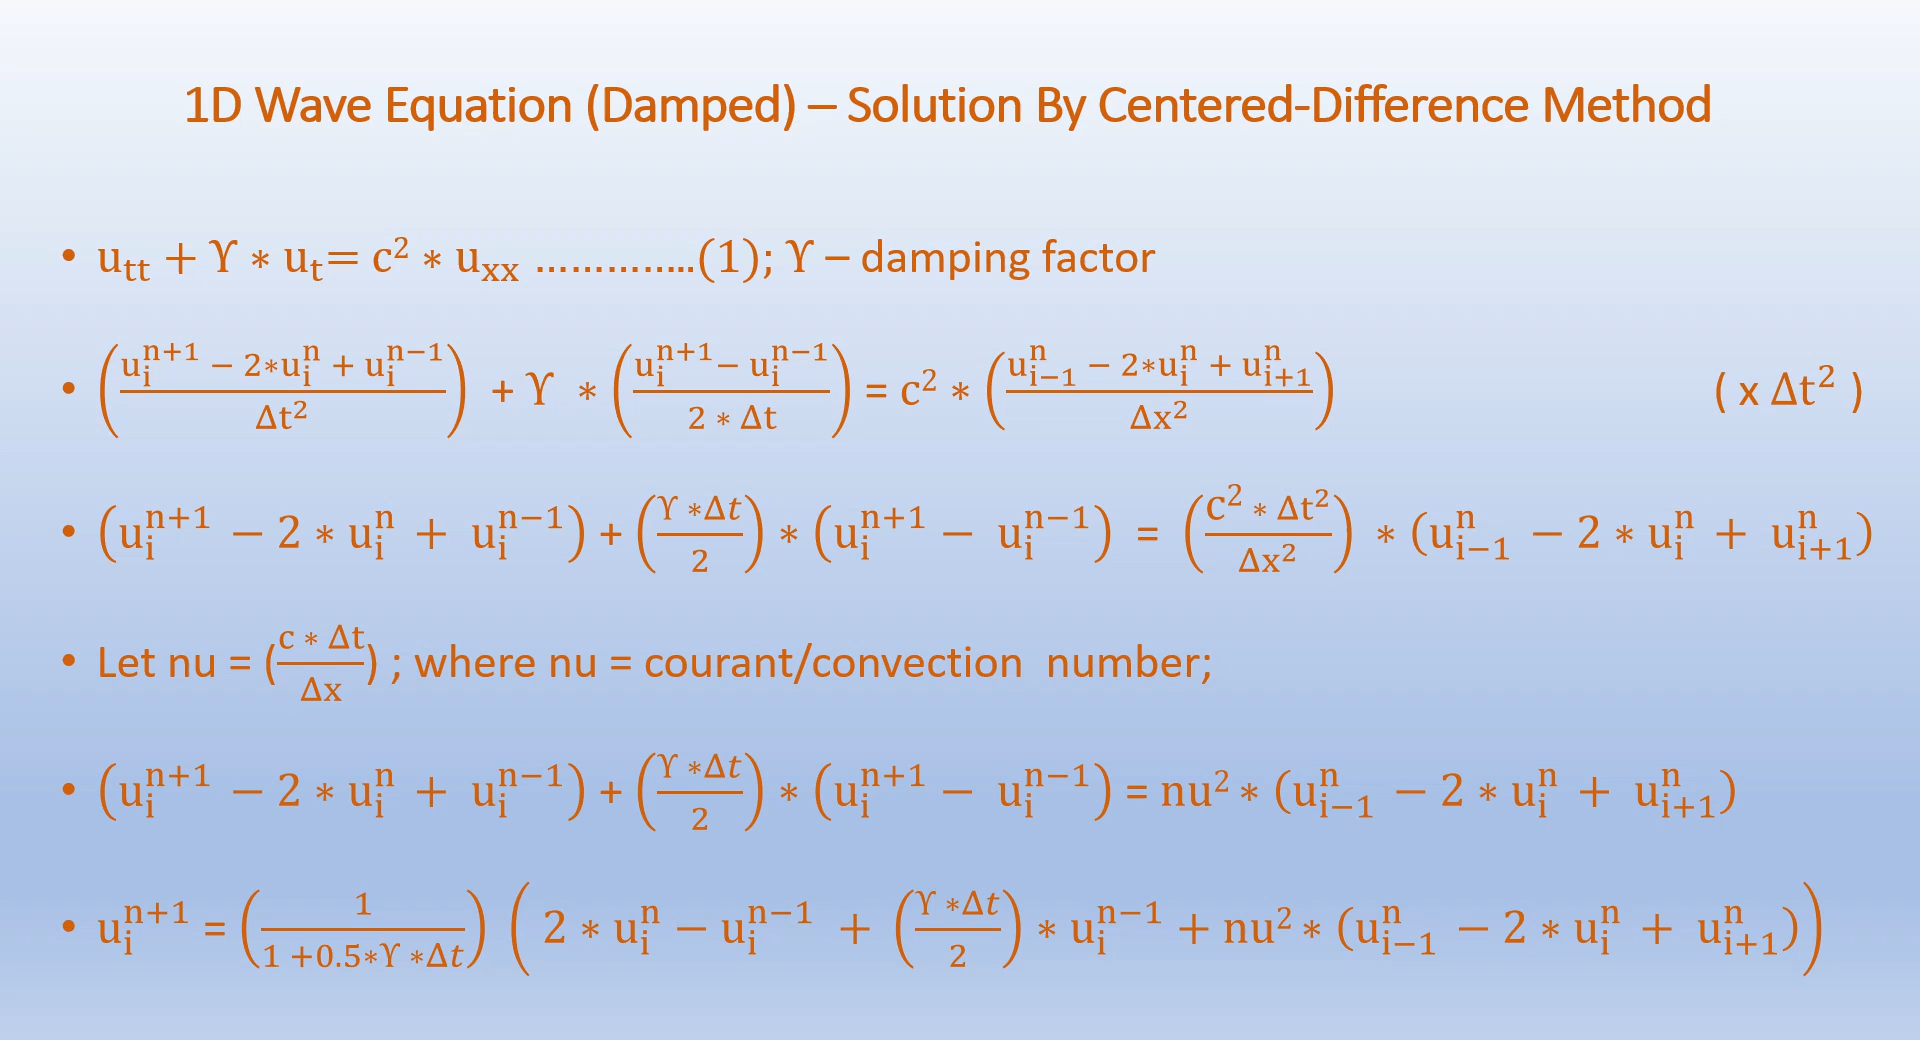 1D Wave Equation (Damped) – Solution By Centered-Difference Method
• u_tt + ϒ ∗ u_t = c² ∗ u_xx …………..(1); ϒ – damping factor
• ((u_i^{n+1} − 2∗u_i^n + u_i^{n−1})/(Δt²)) + ϒ ∗ ((u_i^{n+1} − u_i^{n−1})/(2 ∗ Δt)) = c² ∗ ((u_{i−1}^n − 2∗u_i^n + u_{i+1}^n)/(Δx²)) ( x Δt² )
• (u_i^{n+1} − 2 ∗ u_i^n + u_i^{n−1}) + ((ϒ ∗Δt)/2) ∗ (u_i^{n+1} − u_i^{n−1}) = ((c² ∗ Δt²)/(Δx²)) ∗ (u_{i−1}^n − 2 ∗ u_i^n + u_{i+1}^n)
• Let nu = ((c ∗ Δt)/(Δx)) ; where nu = courant/convection number;
• (u_i^{n+1} − 2 ∗ u_i^n + u_i^{n−1}) + ((ϒ ∗Δt)/2) ∗ (u_i^{n+1} − u_i^{n−1}) = nu² ∗ (u_{i−1}^n − 2 ∗ u_i^n + u_{i+1}^n)
• u_i^{n+1} = (1/(1 +0.5∗ϒ ∗Δt)) (2 ∗ u_i^n − u_i^{n−1} + ((ϒ ∗Δt)/2) ∗ u_i^{n−1} + nu² ∗ (u_{i−1}^n − 2 ∗ u_i^n + u_{i+1}^n))